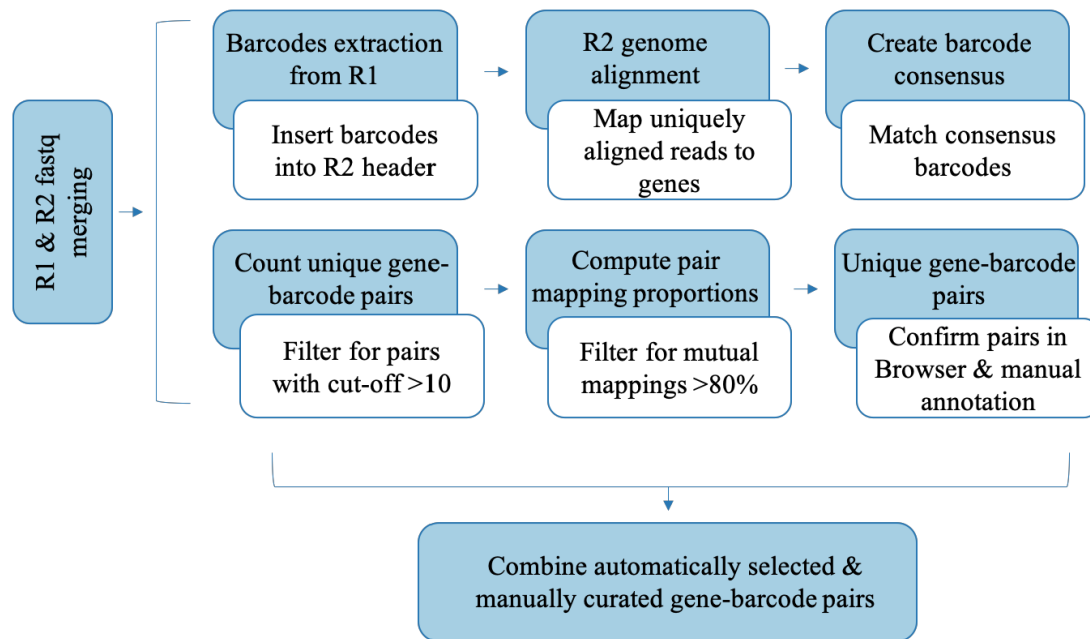 R1 & R2 fastq
merging
Barcodes extraction
from R1
Insert barcodes
into R2 header
R2 genome
alignment
Map uniquely
aligned reads to
genes
Create barcode
consensus
Match consensus
barcodes
Count unique gene-
barcode pairs
Filter for pairs
with cut-off >10
Compute pair
mapping proportions
Filter for mutual
mappings >80%
Unique gene-barcode
pairs
Confirm pairs in
Browser & manual
annotation
Combine automatically selected &
manually curated gene-barcode pairs